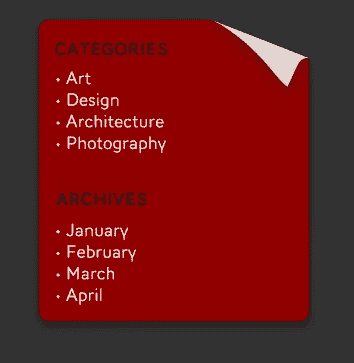 CATEGORIES
• Art
• Design
• Architecture
• Photography
ARCHIVES
• January
• February
• March
• April